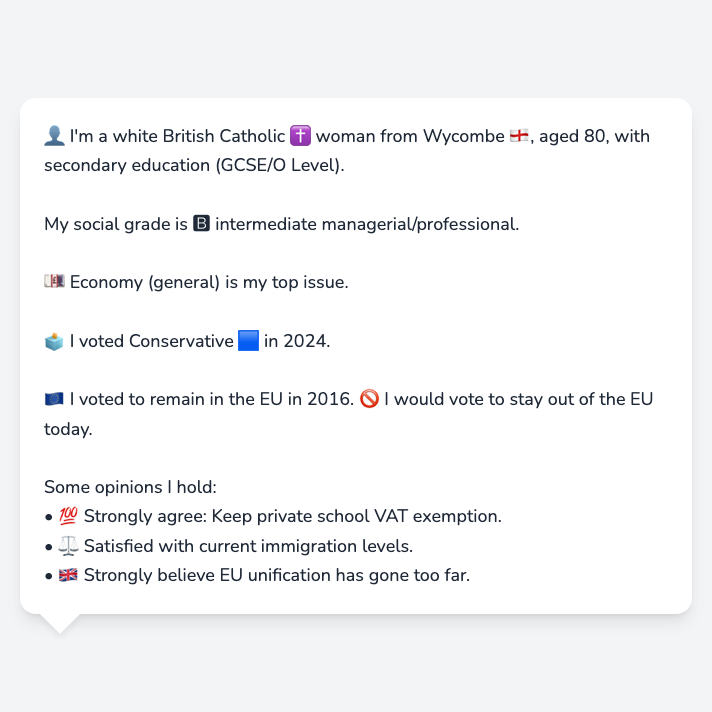 👤 I'm a white British Catholic ✝️ woman from Wycombe 🏴󠁧󠁢󠁥󠁮󠁧󠁿, aged 80, with
secondary education (GCSE/O Level).
My social grade is 🅱 intermediate managerial/professional.
💷 Economy (general) is my top issue.
🗳️ I voted Conservative 🟦 in 2024.
🇪🇺 I voted to remain in the EU in 2016. 🚫 I would vote to stay out of the EU
today.
Some opinions I hold:
• 💯 Strongly agree: Keep private school VAT exemption.
• ⚖️ Satisfied with current immigration levels.
• 🇬🇧 Strongly believe EU unification has gone too far.